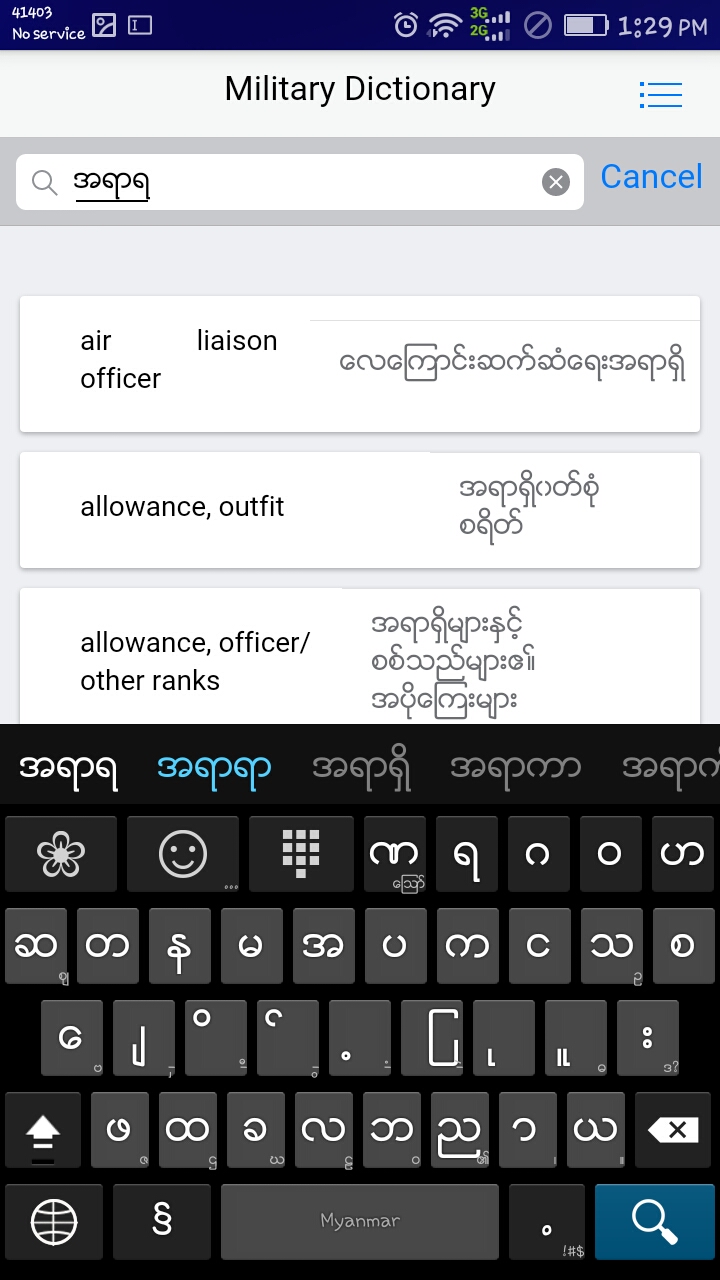 41403
No service
3G
2G
1:29 PM
Military Dictionary
အရာရ
Cancel
air liaison
officer
လေကြောင်းဆက်ဆံရေးအရာရှိ
allowance, outfit
အရာရှိဝတ်စုံ
စရိတ်
allowance, officer/
other ranks
အရာရှိများနှင့်
စစ်သည်များ၏
အပိုကြေးများ
အရာရ အရာရာ အရာရှိ အရာကာ
ဏ ရ ဂ ဝ ဟ
ဩော်
ဆ တ န မ အ ပ က င သ စ
ေ ျ ိ ် ့ ြ ု ူ း
ဖ ထ ခ လ ဘ ည ာ ယ
§ Myanmar ။ !#$